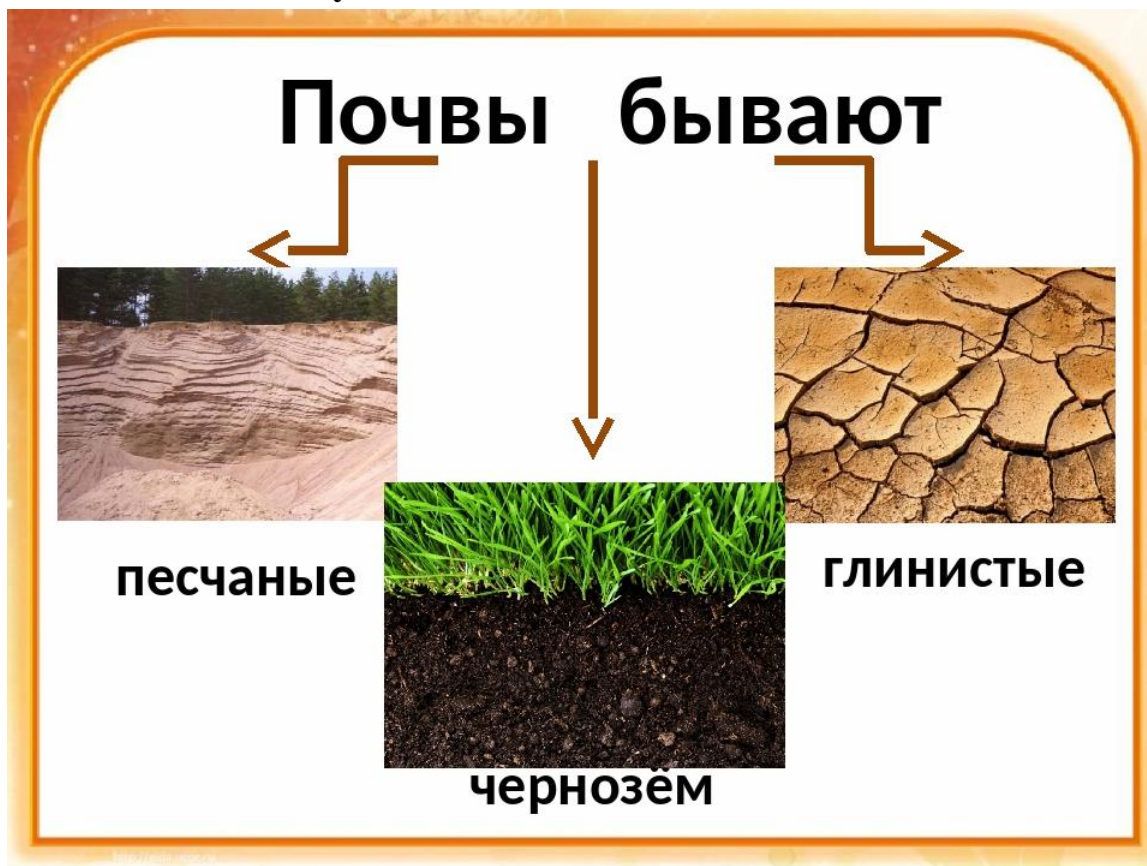 Почвы бывают
песчаные
глинистые
чернозём